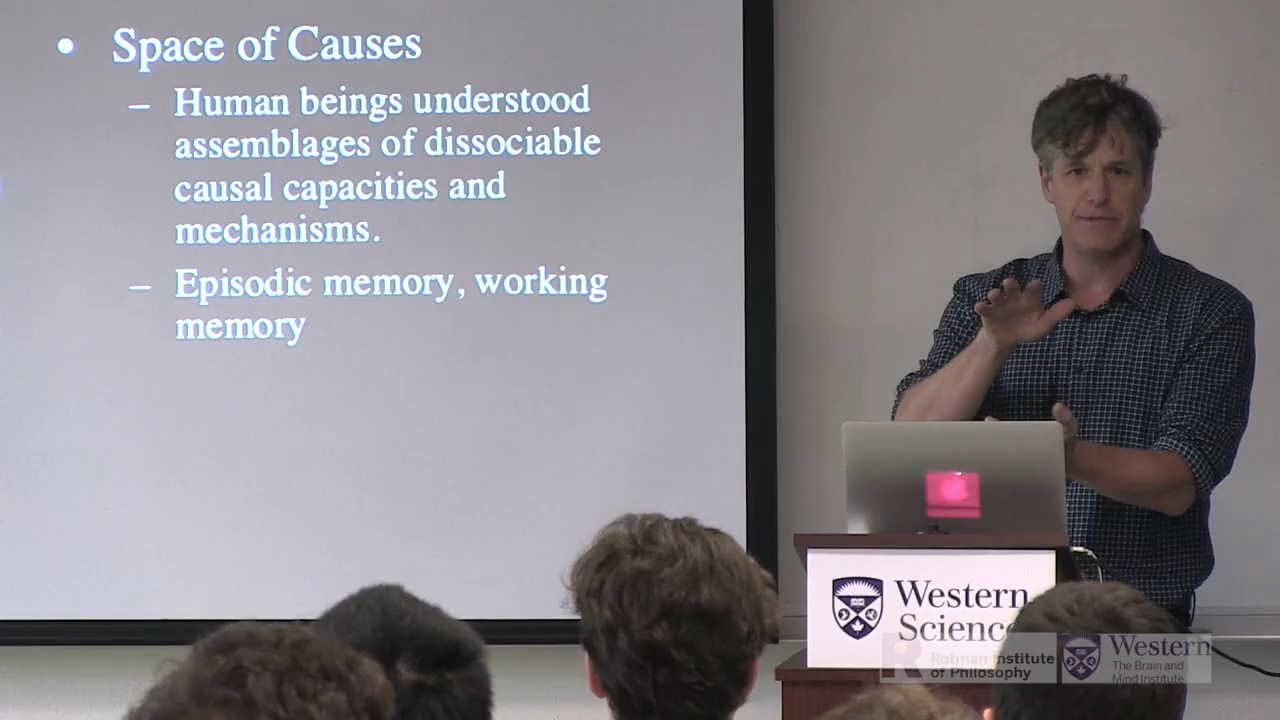 • Space of Causes
– Human beings understood
assemblages of dissociable
causal capacities and
mechanisms.
– Episodic memory, working
memory
Western
Science
R Rotman Institute
of Philosophy
Western
The Brain and
Mind Institute